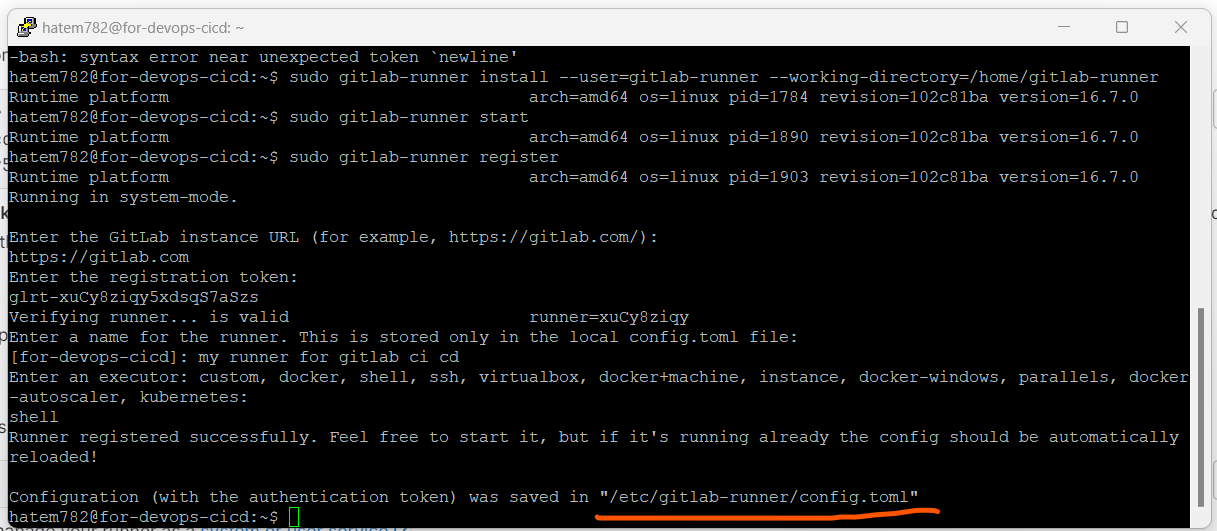 hatem782@for-devops-cicd: ~
-bash: syntax error near unexpected token `newline'
hatem782@for-devops-cicd:~$ sudo gitlab-runner install --user=gitlab-runner --working-directory=/home/gitlab-runner
Runtime platform                                    arch=amd64 os=linux pid=1784 revision=102c81ba version=16.7.0
hatem782@for-devops-cicd:~$ sudo gitlab-runner start
Runtime platform                                    arch=amd64 os=linux pid=1890 revision=102c81ba version=16.7.0
hatem782@for-devops-cicd:~$ sudo gitlab-runner register
Runtime platform                                    arch=amd64 os=linux pid=1903 revision=102c81ba version=16.7.0
Running in system-mode.
Enter the GitLab instance URL (for example, https://gitlab.com/):
https://gitlab.com
Enter the registration token:
glrt-xuCy8ziqy5xdsqS7aSzs
Verifying runner... is valid                        runner=xuCy8ziqy
Enter a name for the runner. This is stored only in the local config.toml file:
[for-devops-cicd]: my runner for gitlab ci cd
Enter an executor: custom, docker, shell, ssh, virtualbox, docker+machine, instance, docker-windows, parallels, docker
-autoscaler, kubernetes:
shell
Runner registered successfully. Feel free to start it, but if it's running already the config should be automatically
reloaded!
Configuration (with the authentication token) was saved in "/etc/gitlab-runner/config.toml"
hatem782@for-devops-cicd:~$